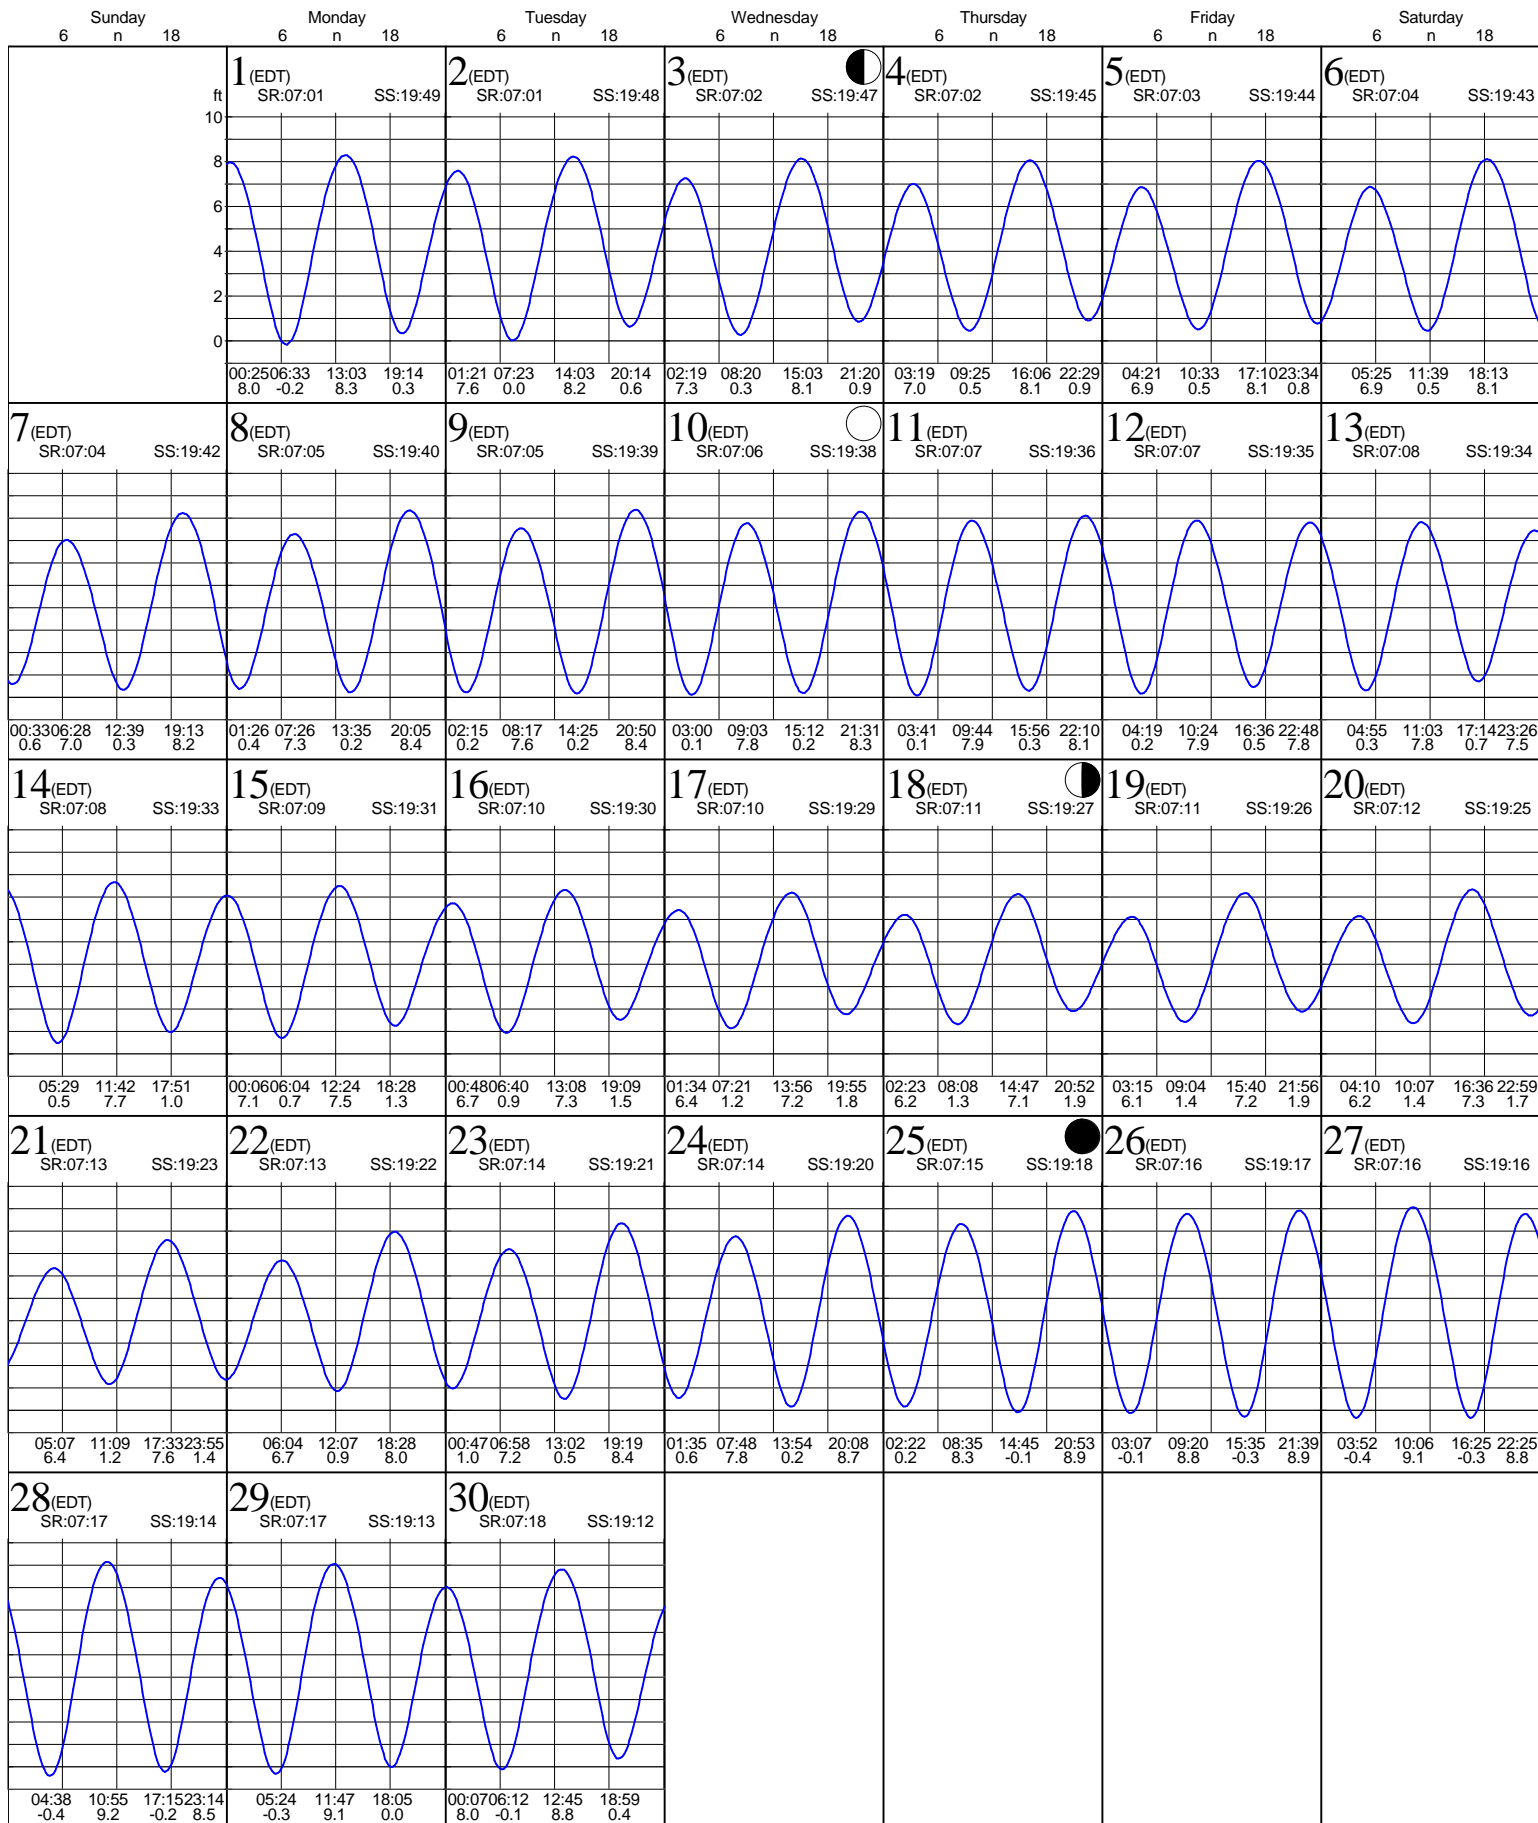 Sunday Monday Tuesday Wednesday Thursday Friday Saturday
6 n 18 6 n 18 6 n 18 6 n 18 6 n 18 6 n 18 6 n 18
1(EDT) 2(EDT) 3(EDT) 4(EDT) 5(EDT) 6(EDT)
ft SR:07:01 SS:19:49 SR:07:01 SS:19:48 SR:07:02 SS:19:47 SR:07:02 SS:19:45 SR:07:03 SS:19:44 SR:07:04 SS:19:43
10
8
6
4
2
0
00:25 06:33 13:03 19:14 01:21 07:23 14:03 20:14 02:19 08:20 15:03 21:20 03:19 09:25 16:06 22:29 04:21 10:33 17:10 23:34 05:25 11:39 18:13
8.0 -0.2 8.3 0.3 7.6 0.0 8.2 0.6 7.3 0.3 8.1 0.9 7.0 0.5 8.1 0.9 6.9 0.5 8.1 0.8 6.9 0.5 8.1
7(EDT) 8(EDT) 9(EDT) 10(EDT) 11(EDT) 12(EDT) 13(EDT)
SR:07:04 SS:19:42 SR:07:05 SS:19:40 SR:07:05 SS:19:39 SR:07:06 SS:19:38 SR:07:07 SS:19:36 SR:07:07 SS:19:35 SR:07:08 SS:19:34
00:33 06:28 12:39 19:13 01:26 07:26 13:35 20:05 02:15 08:17 14:25 20:50 03:00 09:03 15:12 21:31 03:41 09:44 15:56 22:10 04:19 10:24 16:36 22:48 04:55 11:03 17:14 23:26
0.6 7.0 0.3 8.2 0.4 7.3 0.2 8.4 0.2 7.6 0.2 8.4 0.1 7.8 0.2 8.3 0.1 7.9 0.3 8.1 0.2 7.9 0.5 7.8 0.3 7.8 0.7 7.5
14(EDT) 15(EDT) 16(EDT) 17(EDT) 18(EDT) 19(EDT) 20(EDT)
SR:07:08 SS:19:33 SR:07:09 SS:19:31 SR:07:10 SS:19:30 SR:07:10 SS:19:29 SR:07:11 SS:19:27 SR:07:11 SS:19:26 SR:07:12 SS:19:25
05:29 11:42 17:51 00:06 06:04 12:24 18:28 00:48 06:40 13:08 19:09 01:34 07:21 13:56 19:55 02:23 08:08 14:47 20:52 03:15 09:04 15:40 21:56 04:10 10:07 16:36 22:59
0.5 7.7 1.0 7.1 0.7 7.5 1.3 6.7 0.9 7.3 1.5 6.4 1.2 7.2 1.8 6.2 1.3 7.1 1.9 6.1 1.4 7.2 1.9 6.2 1.4 7.3 1.7
21(EDT) 22(EDT) 23(EDT) 24(EDT) 25(EDT) 26(EDT) 27(EDT)
SR:07:13 SS:19:23 SR:07:13 SS:19:22 SR:07:14 SS:19:21 SR:07:14 SS:19:20 SR:07:15 SS:19:18 SR:07:16 SS:19:17 SR:07:16 SS:19:16
05:07 11:09 17:33 23:55 06:04 12:07 18:28 00:47 06:58 13:02 19:19 01:35 07:48 13:54 20:08 02:22 08:35 14:45 20:53 03:07 09:20 15:35 21:39 03:52 10:06 16:25 22:25
6.4 1.2 7.6 1.4 6.7 0.9 8.0 1.0 7.2 0.5 8.4 0.6 7.8 0.2 8.7 0.2 8.3 -0.1 8.9 -0.1 8.8 -0.3 8.9 -0.4 9.1 -0.3 8.8
28(EDT) 29(EDT) 30(EDT)
SR:07:17 SS:19:14 SR:07:17 SS:19:13 SR:07:18 SS:19:12
04:38 10:55 17:15 23:14 05:24 11:47 18:05 00:07 06:12 12:45 18:59
-0.4 9.2 -0.2 8.5 -0.3 9.1 0.0 8.0 -0.1 8.8 0.4